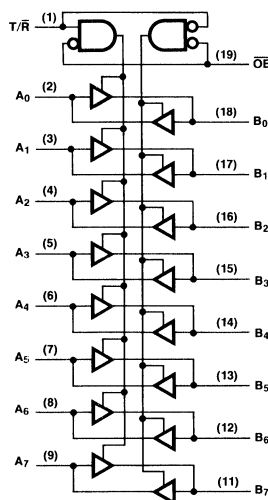 T/R̅ (1)
(19) O̅E̅
A0 (2)
(18) B0
A1 (3)
(17) B1
A2 (4)
(16) B2
A3 (5)
(15) B3
A4 (6)
(14) B4
A5 (7)
(13) B5
A6 (8)
(12) B6
A7 (9)
(11) B7